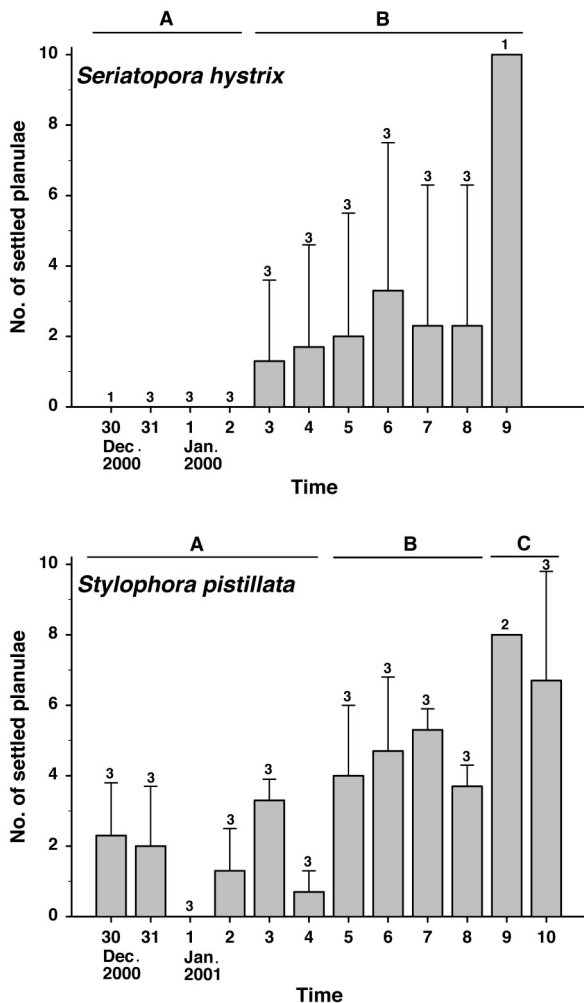 A B
10 1
Seriatopora hystrix
8
3
6 3 3 3
3
4 3
No. of settled planulae
2
0 1 3 3 3
30 31 1 2 3 4 5 6 7 8 9
Dec. Jan.
2000 2000
Time
A B C
10 3
Stylophora pistillata
8 2
3
6 3 3
3 3 3 3
4
No. of settled planulae
2 3
3
0 3
30 31 1 2 3 4 5 6 7 8 9 10
Dec. Jan.
2000 2001
Time